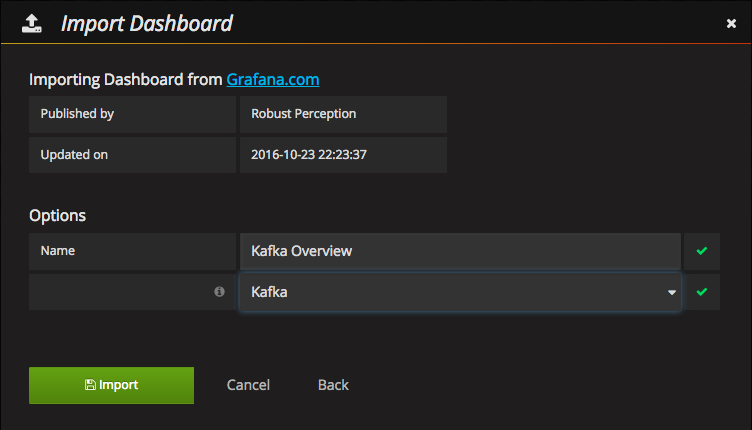 Import Dashboard
Importing Dashboard from Grafana.com
Published by Robust Perception
Updated on 2016-10-23 22:23:37
Options
Name Kafka Overview
Kafka
Import Cancel Back